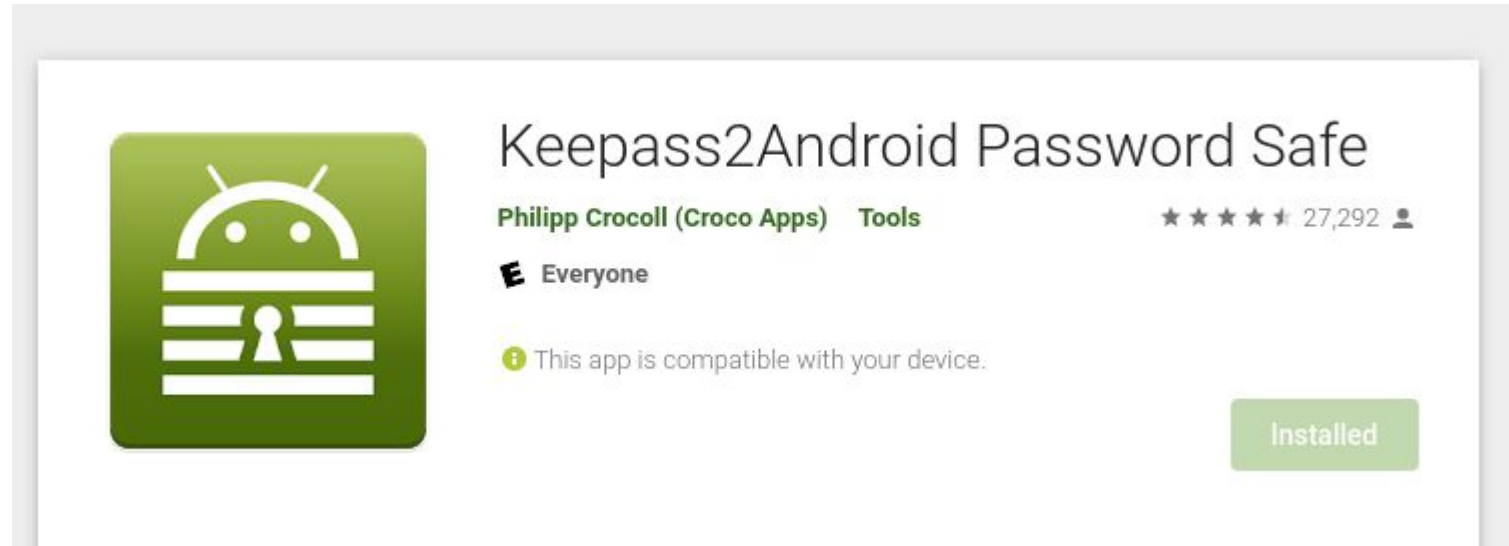 Keepass2Android Password Safe
Philipp Crocoll (Croco Apps) Tools 27,292
E Everyone
This app is compatible with your device.
Installed